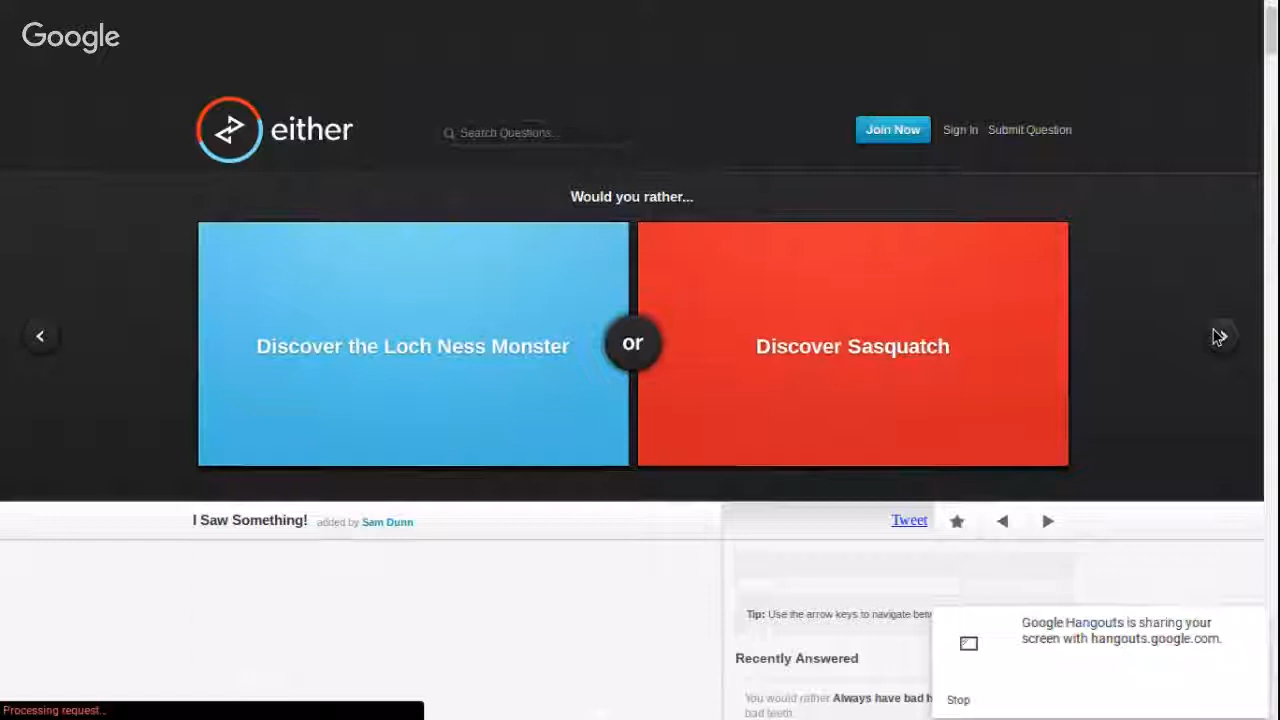 Google
either
Search Questions...
Join Now
Sign In
Submit Question
Would you rather...
Discover the Loch Ness Monster
or
Discover Sasquatch
I Saw Something!
added by Sam Dunn
Tweet
Tip: Use the arrow keys to navigate
Google Hangouts is sharing your
screen with hangouts.google.com.
Stop
Recently Answered
You would rather Always have bad
bad teeth.
Processing request...